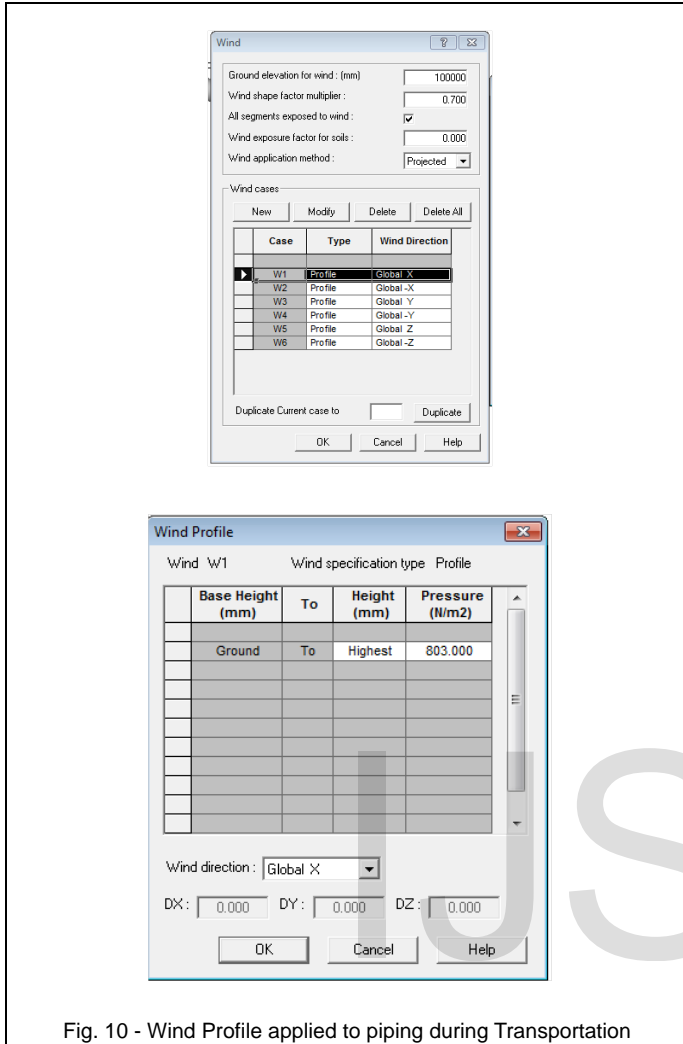 Wind
Ground elevation for wind : (mm) 100000
Wind shape factor multiplier : 0.700
All segments exposed to wind :
Wind exposure factor for soils : 0.000
Wind application method : Projected
Wind cases
New Modify Delete Delete All
Case Type Wind Direction
W1 Profile Global X
W2 Profile Global -X
W3 Profile Global Y
W4 Profile Global -Y
W5 Profile Global Z
W6 Profile Global -Z
Duplicate Current case to Duplicate
OK Cancel Help
Wind Profile
Wind W1 Wind specification type Profile
Base Height (mm) To Height (mm) Pressure (N/m2)
Ground To Highest 803.000
Wind direction : Global X
DX : 0.000 DY : 0.000 DZ : 0.000
OK Cancel Help
IJS
Fig. 10 - Wind Profile applied to piping during Transportation